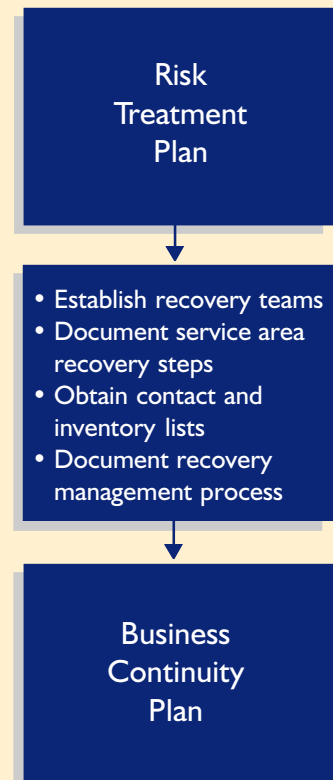 Risk
Treatment
Plan
• Establish recovery teams
• Document service area
recovery steps
• Obtain contact and
inventory lists
• Document recovery
management process
Business
Continuity
Plan